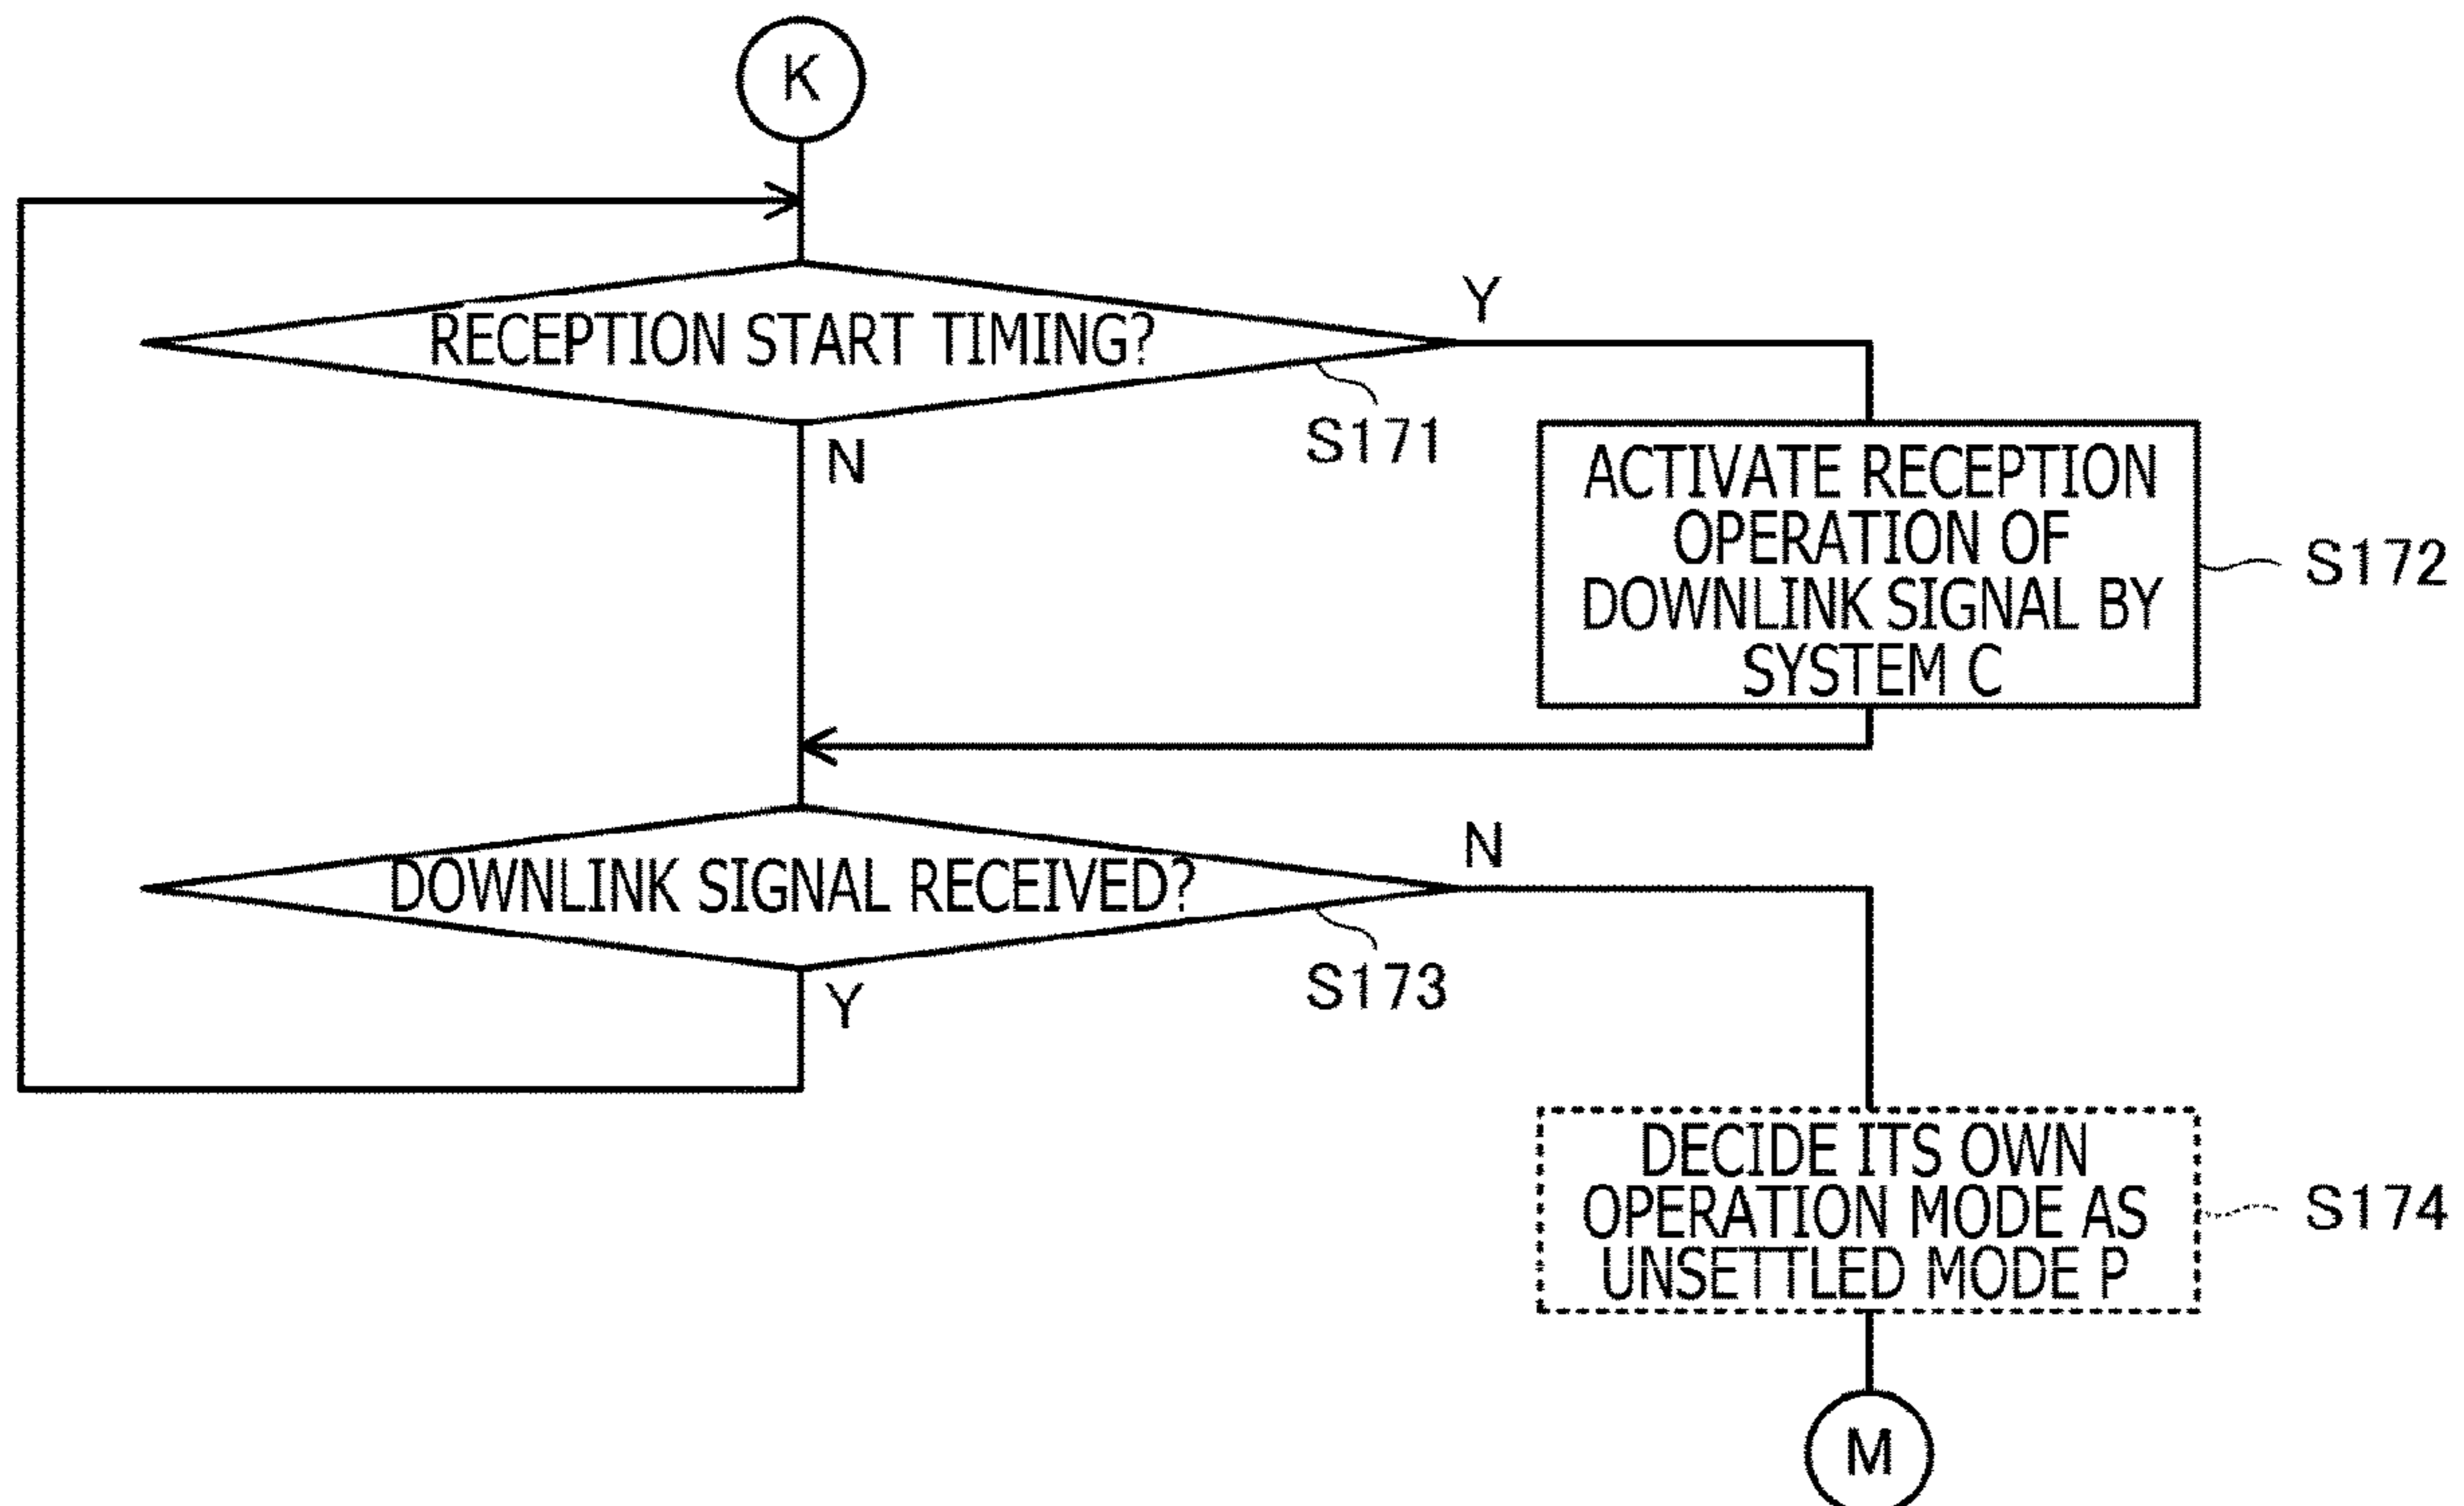 K
RECEPTION START TIMING?
Y
N
S171
ACTIVATE RECEPTION
OPERATION OF
DOWNLINK SIGNAL BY
SYSTEM C
S172
DOWNLINK SIGNAL RECEIVED?
N
Y
S173
DECIDE ITS OWN
OPERATION MODE AS
UNSETTLED MODE P
S174
M